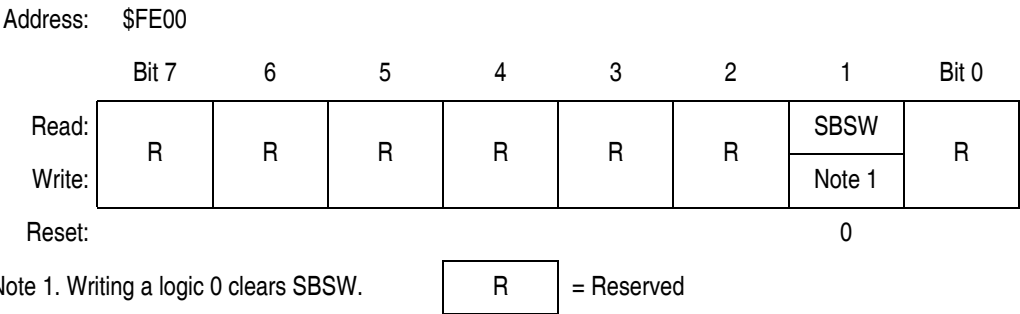 Address: $FE00
Bit 7 6 5 4 3 2 1 Bit 0
Read: R R R R R R SBSW R
Write: Note 1
Reset: 0
Note 1. Writing a logic 0 clears SBSW. R = Reserved